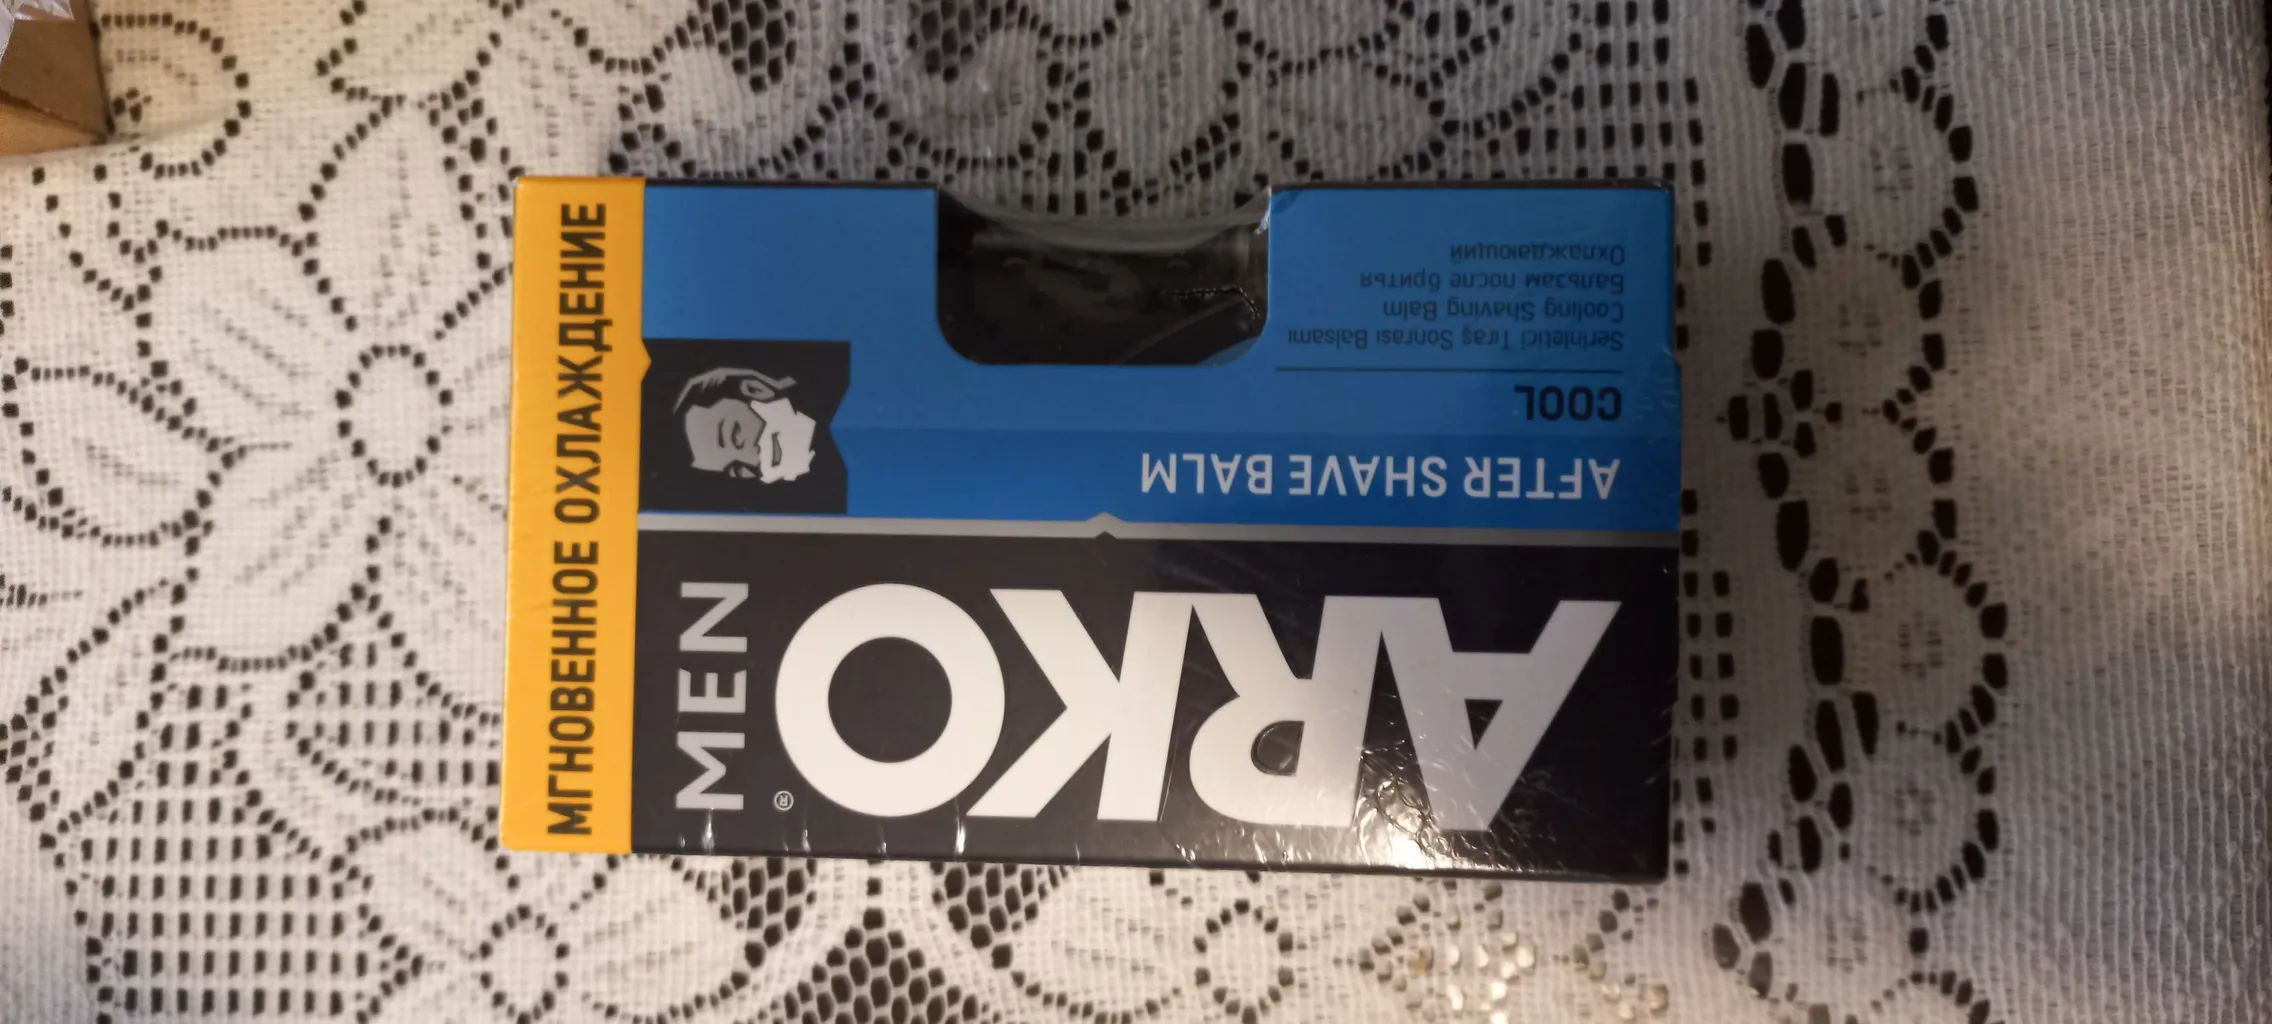 ARKO®
MEN
AFTER SHAVE BALM
COOL
Serinletici Tıraş Sonrası Balsamı
Cooling Shaving Balm
Бальзам после бритья
Охлаждающий
МГНОВЕННОЕ ОХЛАЖДЕНИЕ